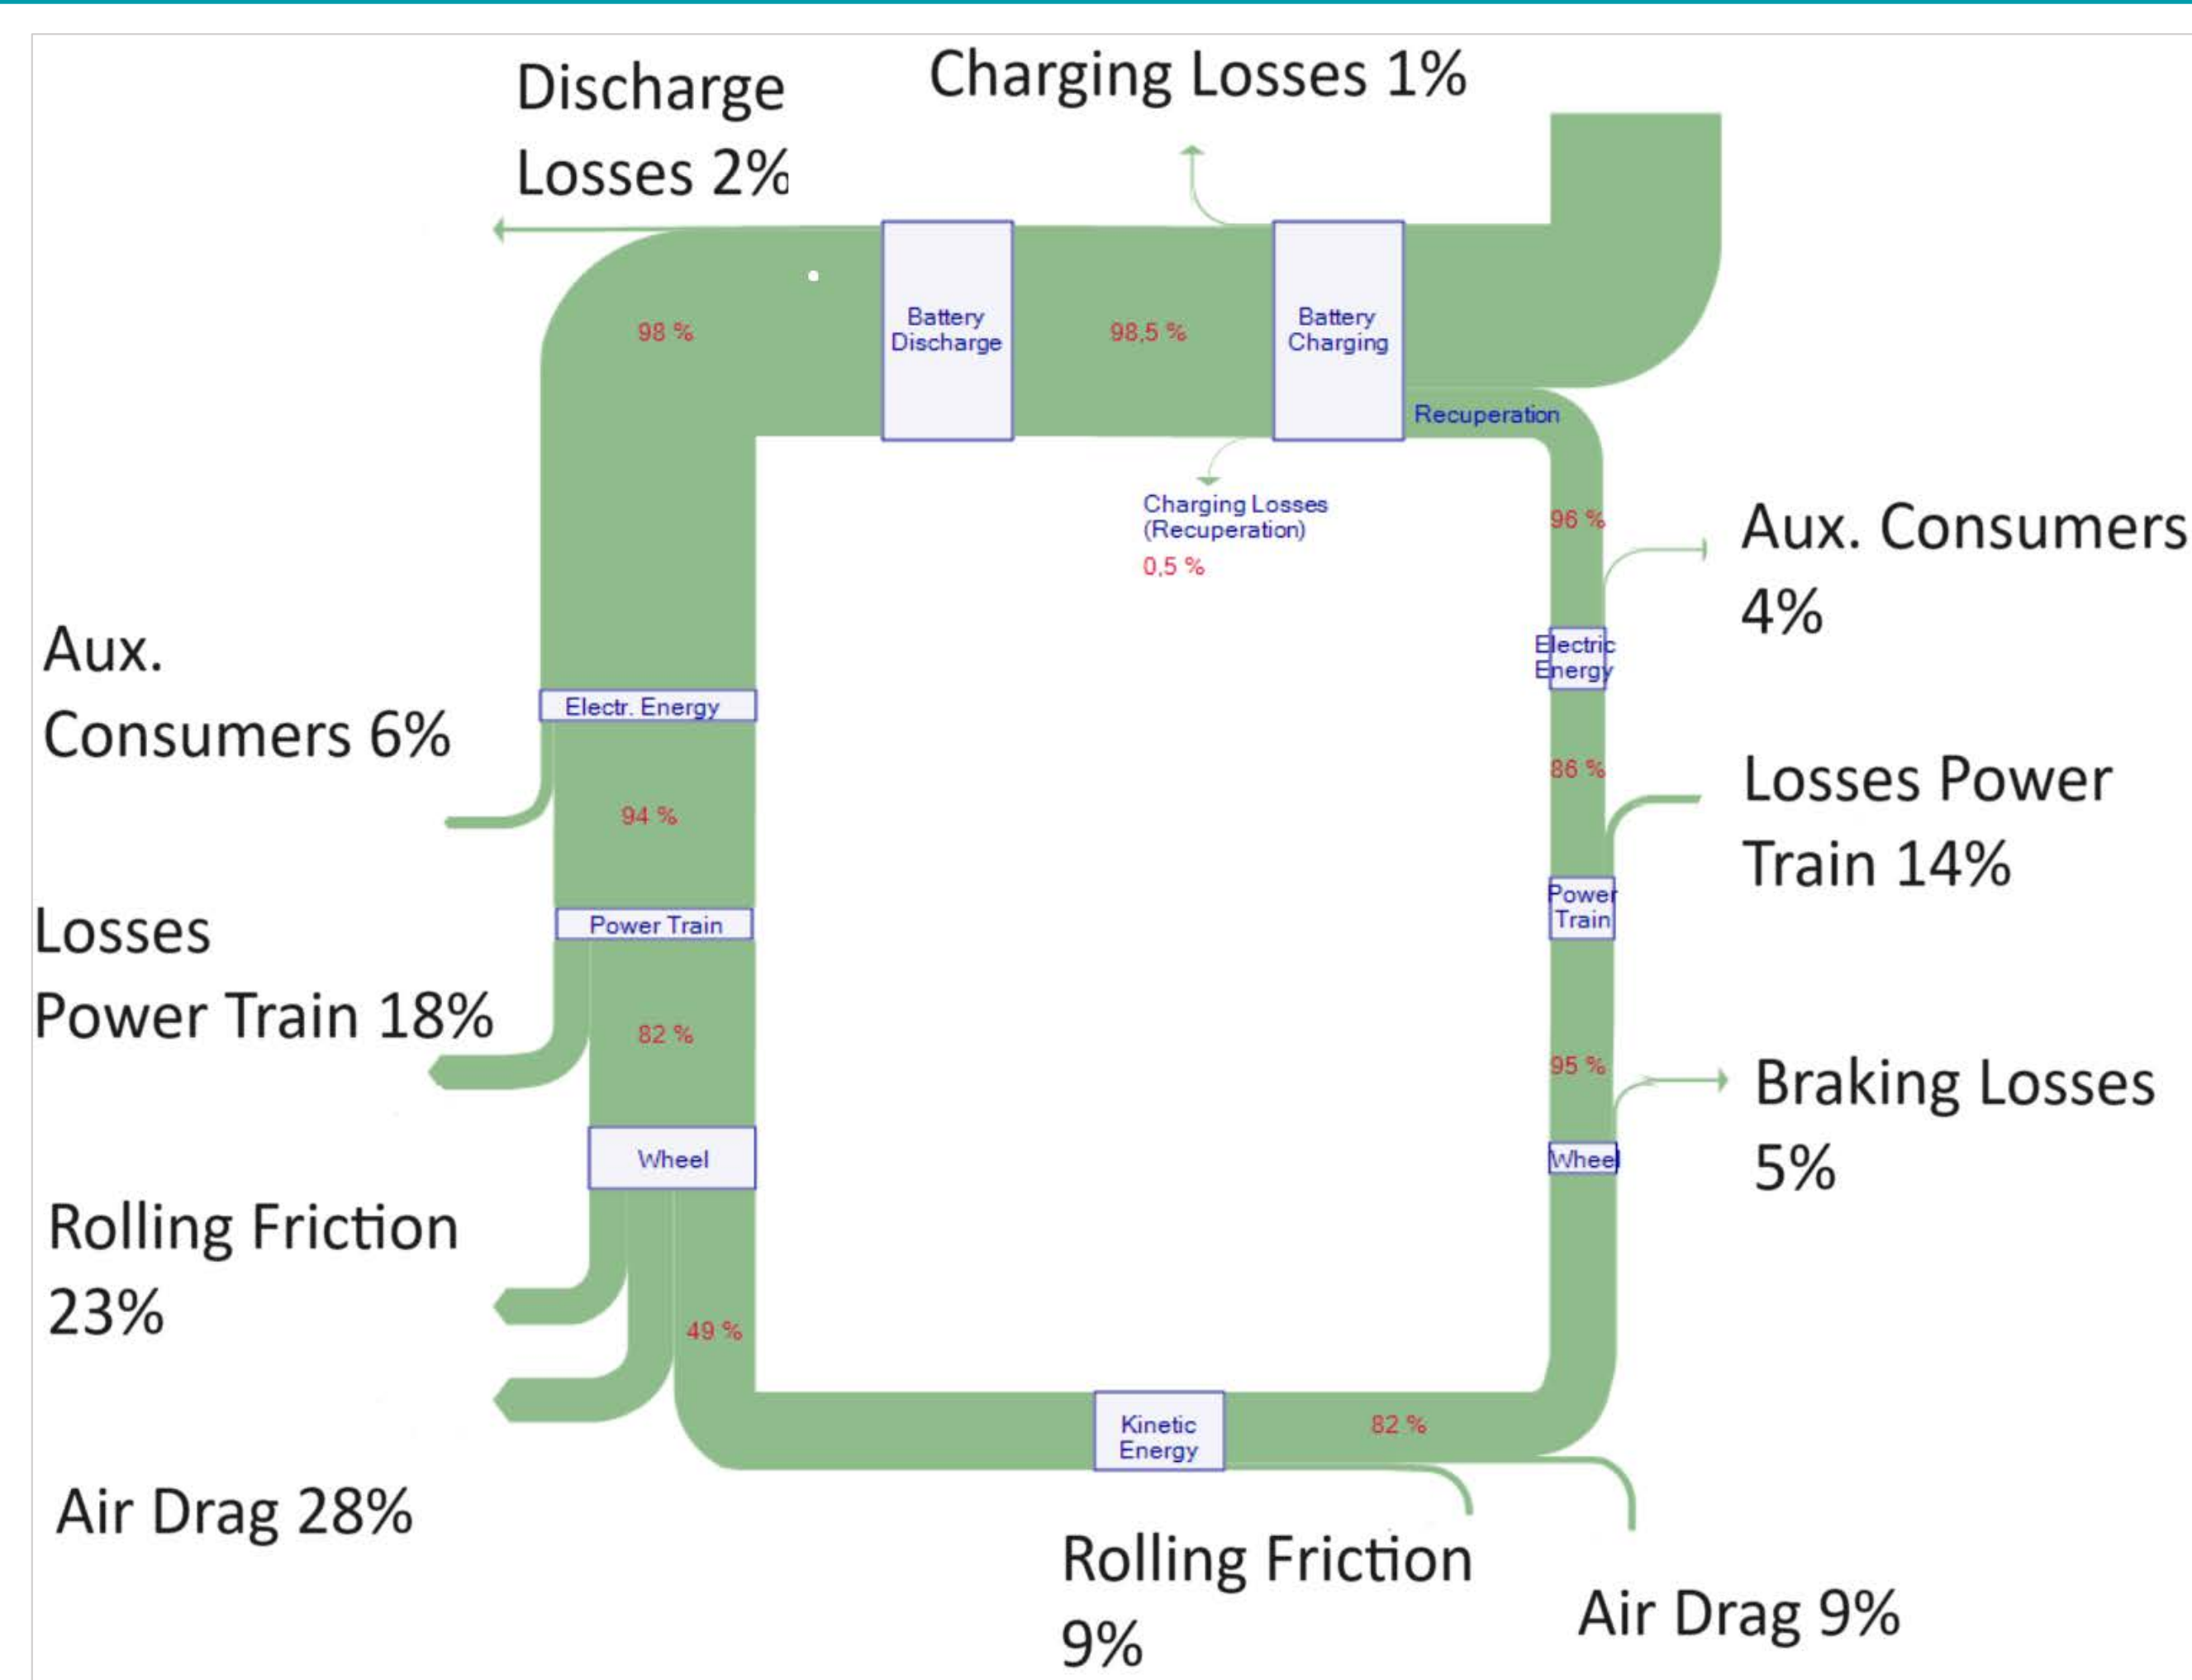 Discharge
Losses 2%
Charging Losses 1%
98 %
Battery
Discharge
98,5 %
Battery
Charging
Recuperation
Charging Losses
(Recuperation)
0,5 %
96 %
Aux. Consumers
4%
Electric
Energy
Aux.
Consumers 6%
Electr. Energy
94 %
86 %
Losses Power
Train 14%
Losses
Power Train 18%
Power Train
Power
Train
82 %
95 %
Braking Losses
5%
Wheel
Wheel
Rolling Friction
23%
49 %
Air Drag 28%
Kinetic
Energy
82 %
Rolling Friction
9%
Air Drag 9%